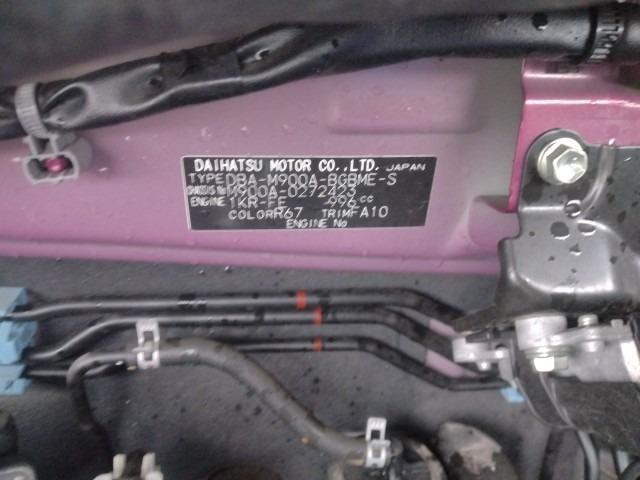 DAIHATSU MOTOR CO.,LTD. JAPAN
TYPE DBA-M900A-BGBME-S
CHASSIS No M900A-0272423
ENGINE 1KR-FE 996 cc
COLOR R67 TRIM FA10
ENGINE No